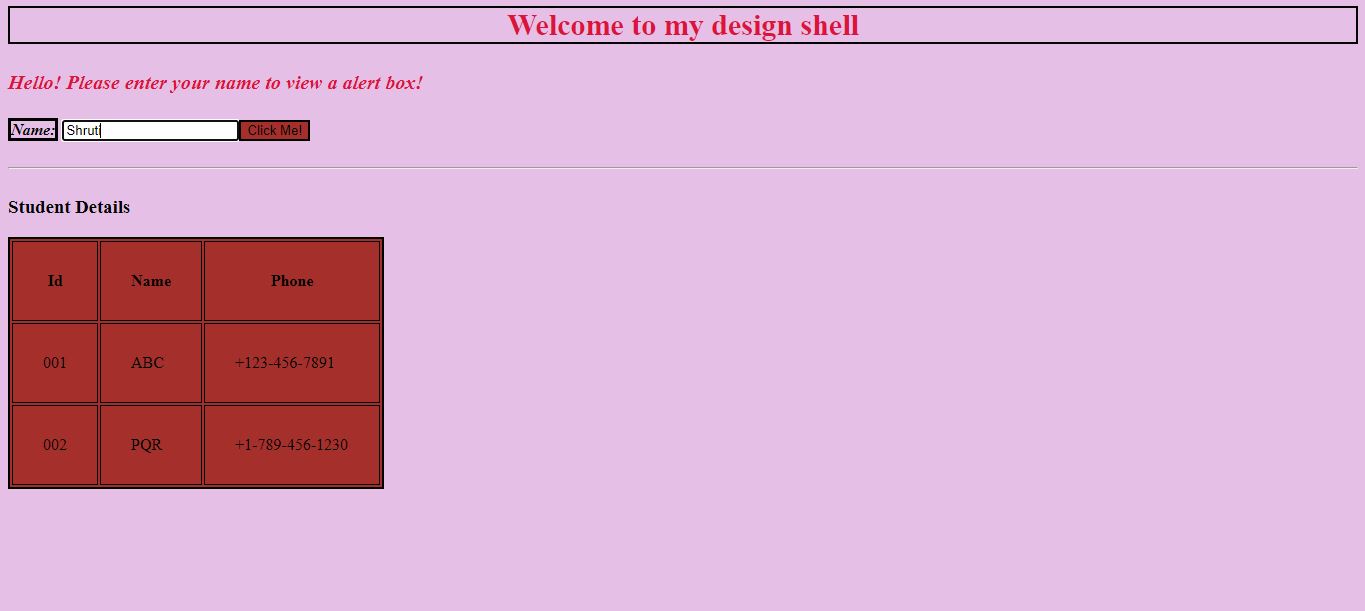 Welcome to my design shell
Hello! Please enter your name to view a alert box!
Name: Shruti Click Me!
Student Details
Id Name Phone
001 ABC +123-456-7891
002 PQR +1-789-456-1230